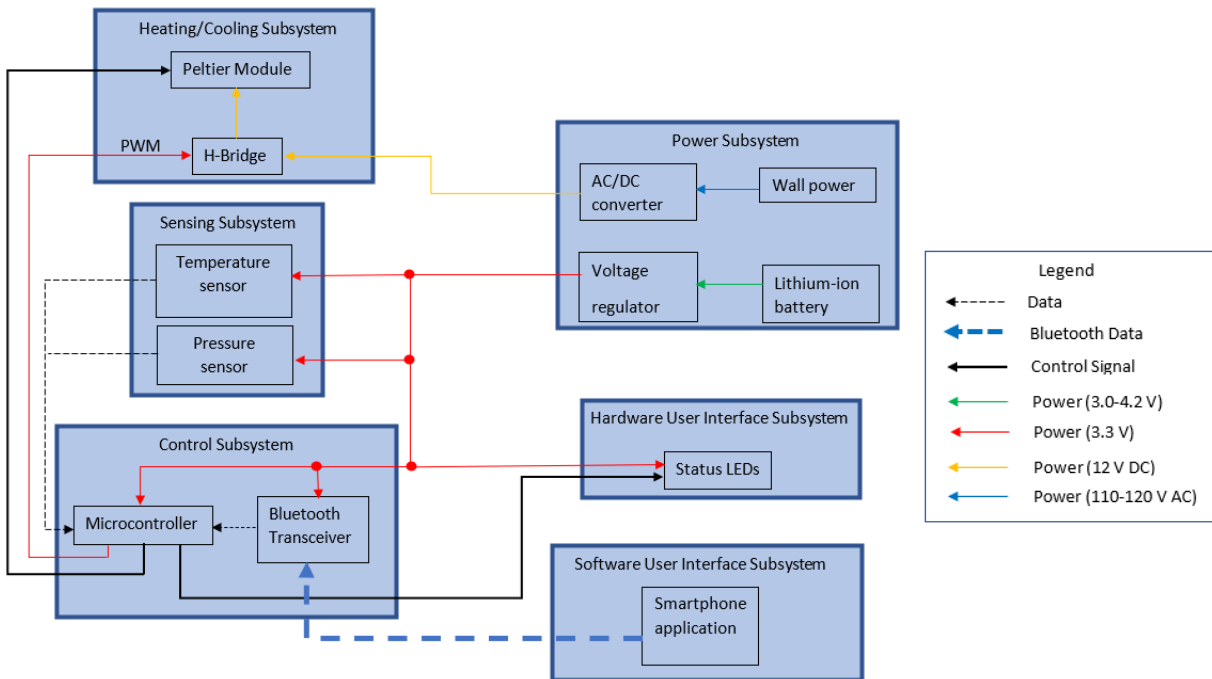 Heating/Cooling Subsystem
Peltier Module
PWM
H-Bridge
Power Subsystem
AC/DC
converter
Wall power
Voltage
regulator
Lithium-ion
battery
Sensing Subsystem
Temperature
sensor
Pressure
sensor
Legend
Data
Bluetooth Data
Control Signal
Power (3.0-4.2 V)
Power (3.3 V)
Power (12 V DC)
Power (110-120 V AC)
Hardware User Interface Subsystem
Status LEDs
Control Subsystem
Microcontroller
Bluetooth
Transceiver
Software User Interface Subsystem
Smartphone
application